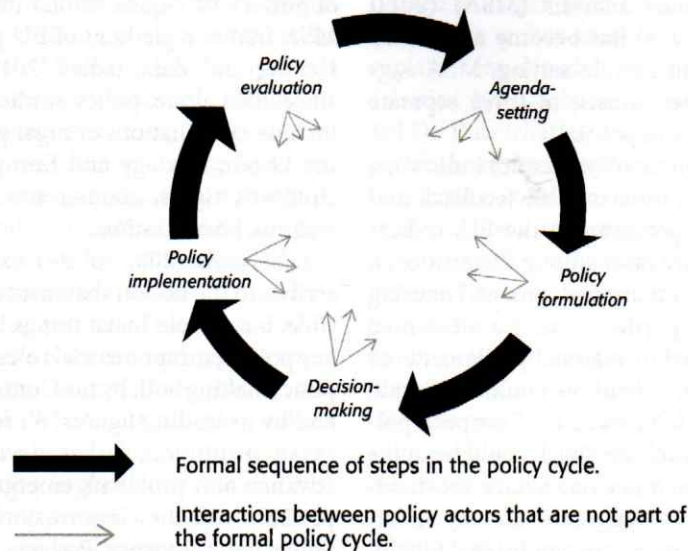 Policy
evaluation
Agenda-
setting
Policy
formulation
Decision-
making
Policy
implementation
Formal sequence of steps in the policy cycle.
Interactions between policy actors that are not part of
the formal policy cycle.